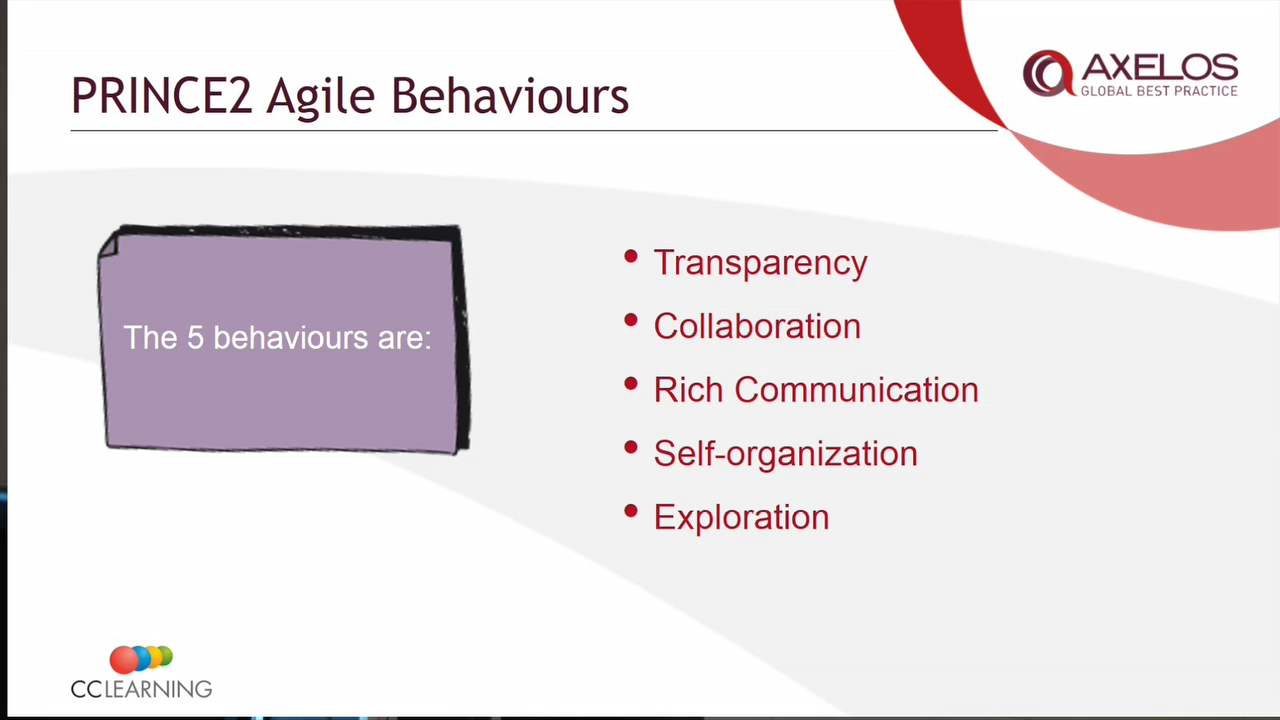 PRINCE2 Agile Behaviours
AXELOS
GLOBAL BEST PRACTICE
The 5 behaviours are:
• Transparency
• Collaboration
• Rich Communication
• Self-organization
• Exploration
CCLEARNING